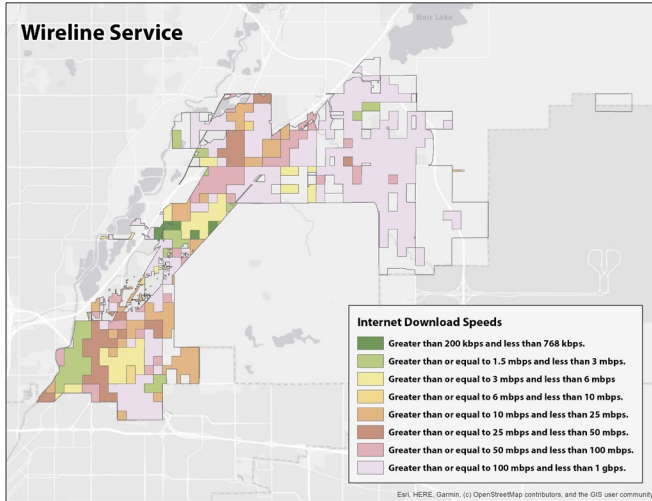 Wireline Service
Barr Lake
Internet Download Speeds
Greater than 200 kbps and less than 768 kbps.
Greater than or equal to 1.5 mbps and less than 3 mbps.
Greater than or equal to 3 mbps and less than 6 mbps
Greater than or equal to 6 mbps and less than 10 mbps.
Greater than or equal to 10 mbps and less than 25 mbps.
Greater than or equal to 25 mbps and less than 50 mbps.
Greater than or equal to 50 mbps and less than 100 mbps.
Greater than or equal to 100 mbps and less than 1 gbps.
Esri, HERE, Garmin, (c) OpenStreetMap contributors, and the GIS user community